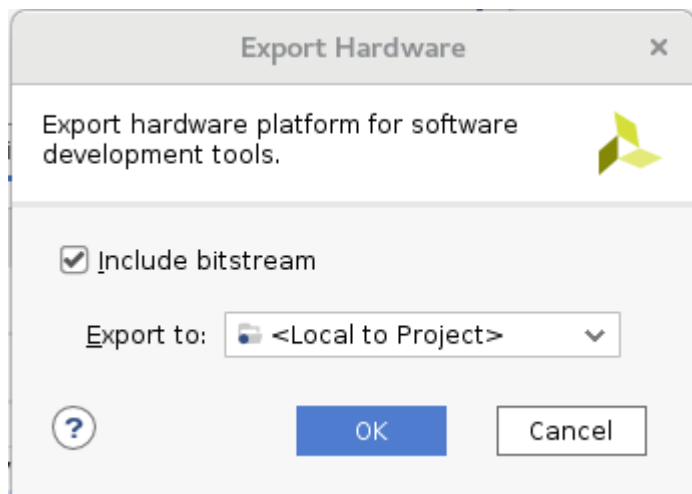 Export Hardware
Export hardware platform for software
development tools.
Include bitstream
Export to: <Local to Project>
?
OK
Cancel